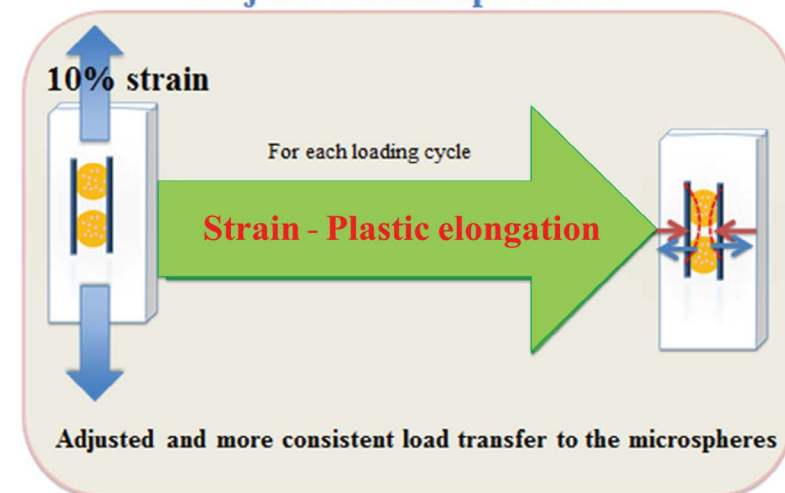 10% strain
For each loading cycle
Strain - Plastic elongation
Adjusted and more consistent load transfer to the microspheres